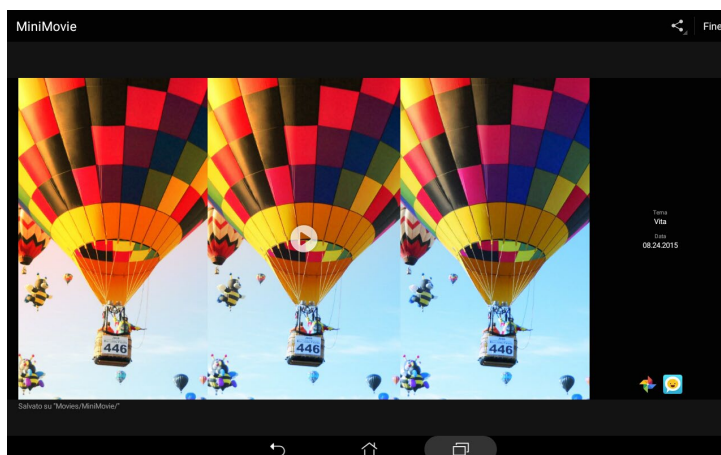 MiniMovie
Fine
446
446
446
Tema
Vita
Data
08.24.2015
Salvato su "Movies/MiniMovie/"